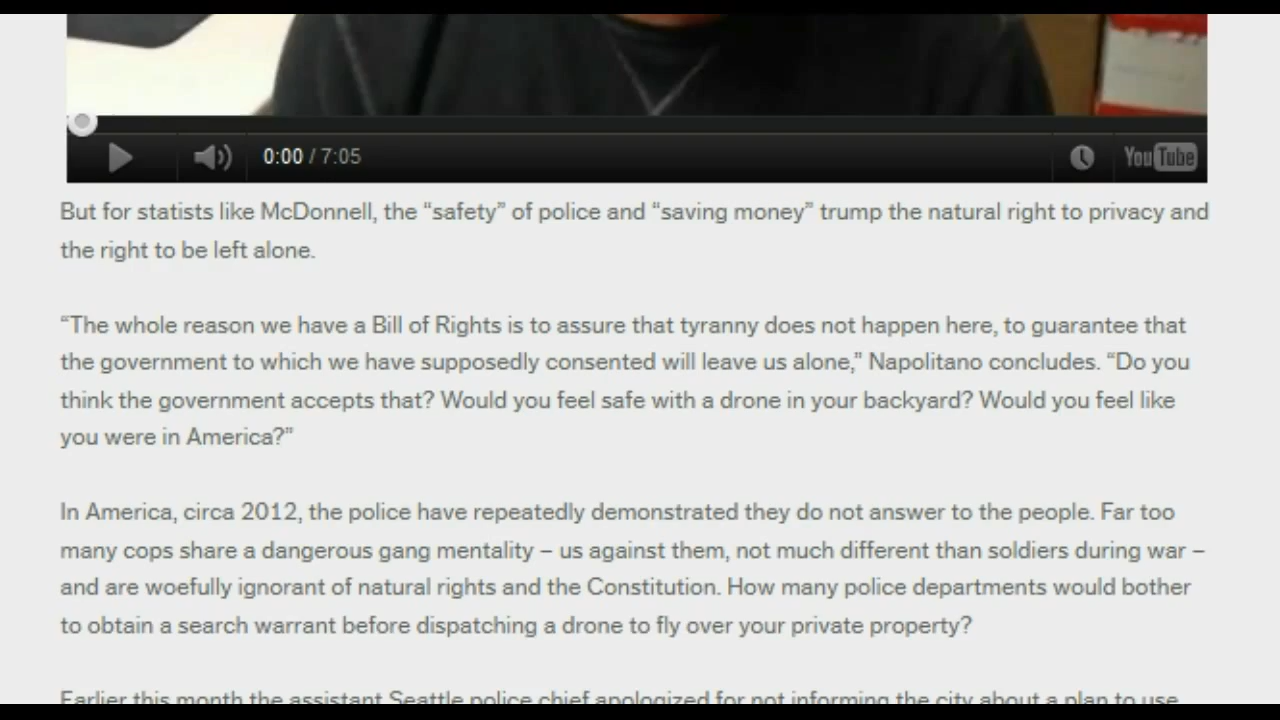 0:00 / 7:05
YouTube
But for statists like McDonnell, the “safety” of police and “saving money” trump the natural right to privacy and
the right to be left alone.
“The whole reason we have a Bill of Rights is to assure that tyranny does not happen here, to guarantee that
the government to which we have supposedly consented will leave us alone,” Napolitano concludes. “Do you
think the government accepts that? Would you feel safe with a drone in your backyard? Would you feel like
you were in America?”
In America, circa 2012, the police have repeatedly demonstrated they do not answer to the people. Far too
many cops share a dangerous gang mentality – us against them, not much different than soldiers during war –
and are woefully ignorant of natural rights and the Constitution. How many police departments would bother
to obtain a search warrant before dispatching a drone to fly over your private property?
Earlier this month the assistant Seattle police chief apologized for not informing the city about a plan to use